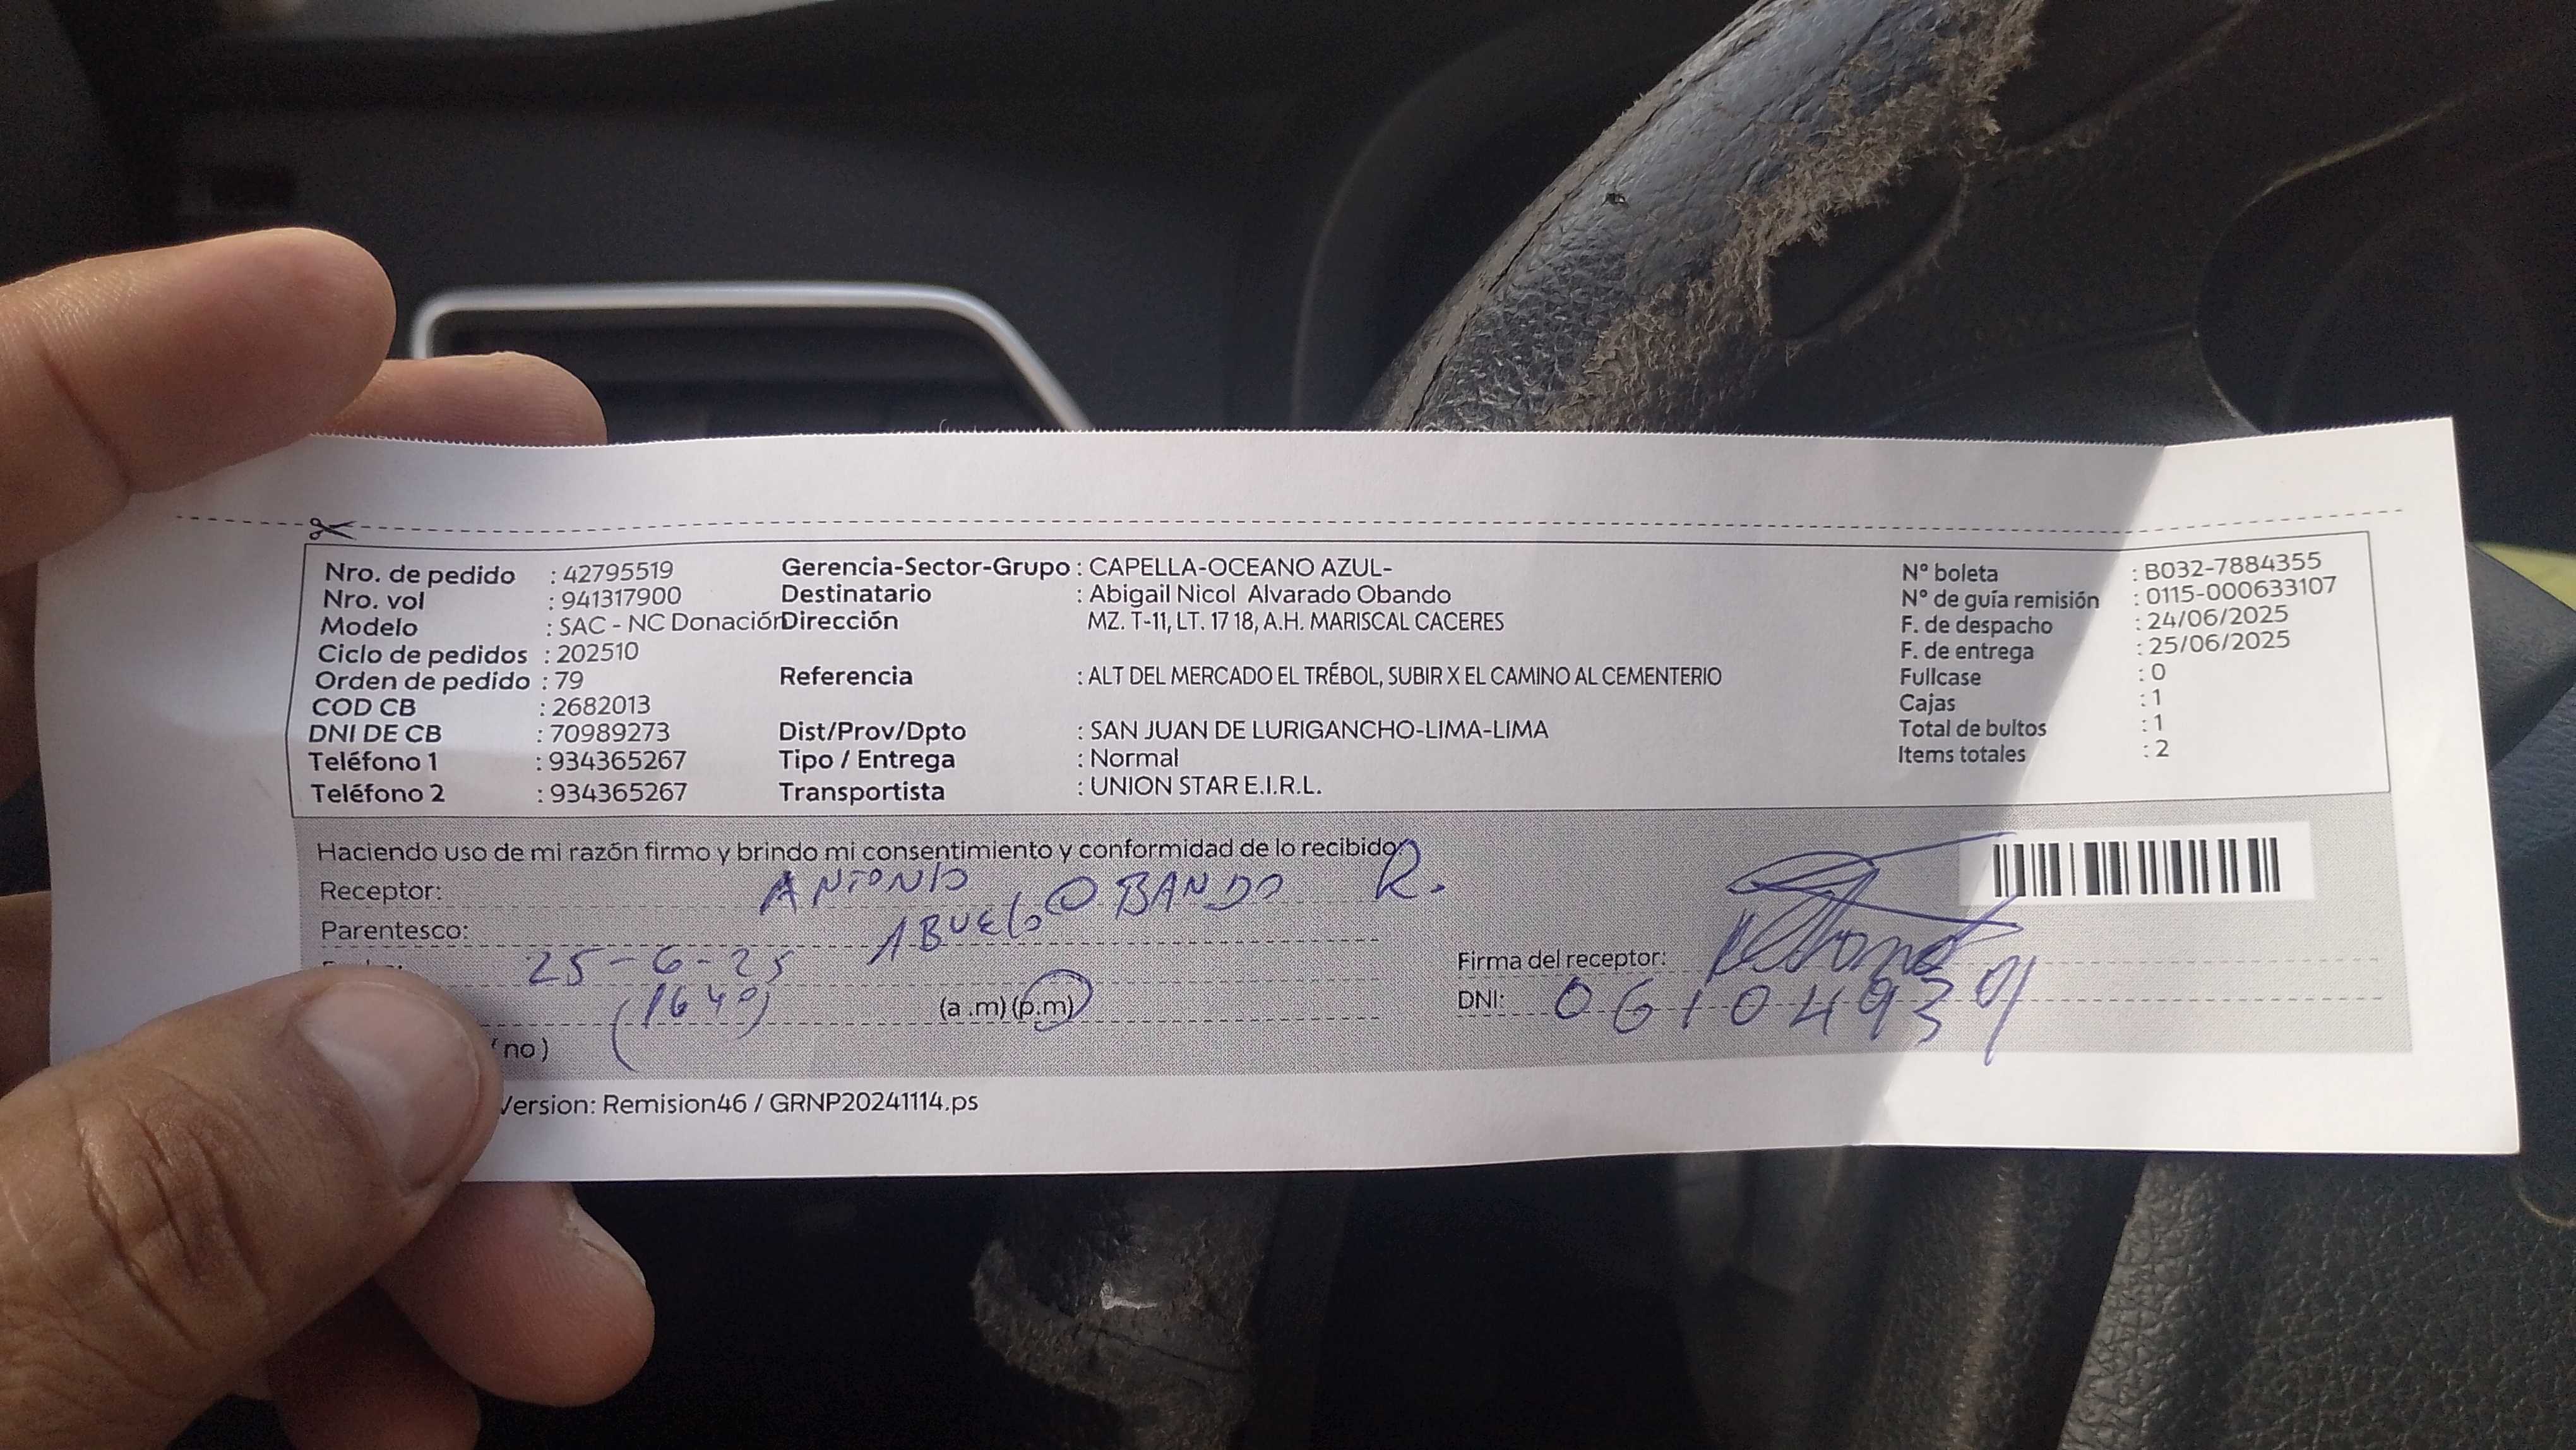 Nro. de pedido : 42795519
Nro. vol : 941317900
Modelo : SAC - NC Donación
Ciclo de pedidos : 202510
Orden de pedido : 79
COD CB : 2682013
DNI DE CB : 70989273
Teléfono 1 : 934365267
Teléfono 2 : 934365267
Gerencia-Sector-Grupo : CAPELLA-OCEANO AZUL-
Destinatario : Abigail Nicol Alvarado Obando
Dirección MZ. T-11, LT. 17 18, A.H. MARISCAL CACERES
Referencia : ALT DEL MERCADO EL TRÉBOL, SUBIR X EL CAMINO AL CEMENTERIO
Dist/Prov/Dpto : SAN JUAN DE LURIGANCHO-LIMA-LIMA
Tipo / Entrega : Normal
Transportista : UNION STAR E.I.R.L.
N° boleta : B032-7884355
N° de guía remisión : 0115-000633107
F. de despacho : 24/06/2025
F. de entrega : 25/06/2025
Fullcase : 0
Cajas : 1
Total de bultos : 1
Items totales : 2
Haciendo uso de mi razón firmo y brindo mi consentimiento y conformidad de lo recibido
Receptor: ANTONIO OBANDO R.
Parentesco: ABUELO
25-6-25
(1640) (a .m) (p.m)
no )
Firma del receptor:
DNI: 06104939
Version: Remision46 / GRNP20241114.ps